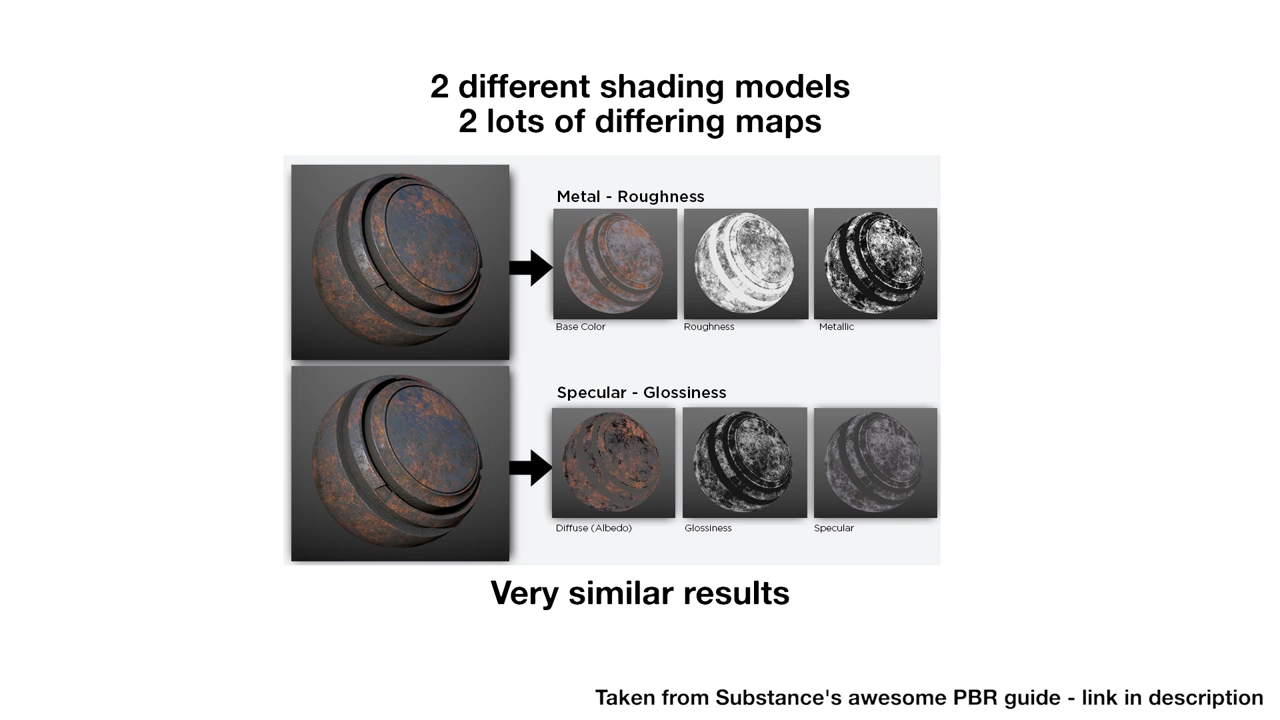 2 different shading models
2 lots of differing maps
Metal - Roughness
Base Color
Roughness
Metallic
Specular - Glossiness
Diffuse (Albedo)
Glossiness
Specular
Very similar results
Taken from Substance's awesome PBR guide - link in description